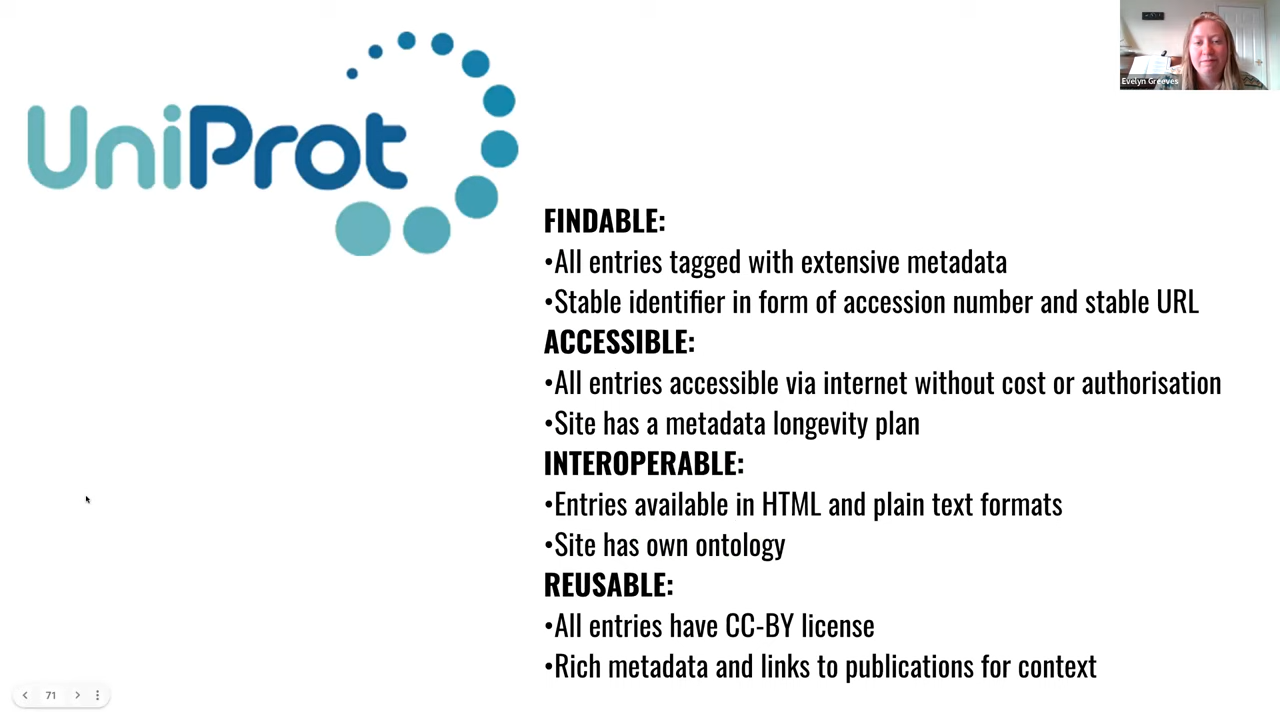 UniProt
Evelyn Greeves
FINDABLE:
•All entries tagged with extensive metadata
•Stable identifier in form of accession number and stable URL
ACCESSIBLE:
•All entries accessible via internet without cost or authorisation
•Site has a metadata longevity plan
INTEROPERABLE:
•Entries available in HTML and plain text formats
•Site has own ontology
REUSABLE:
•All entries have CC-BY license
•Rich metadata and links to publications for context
71